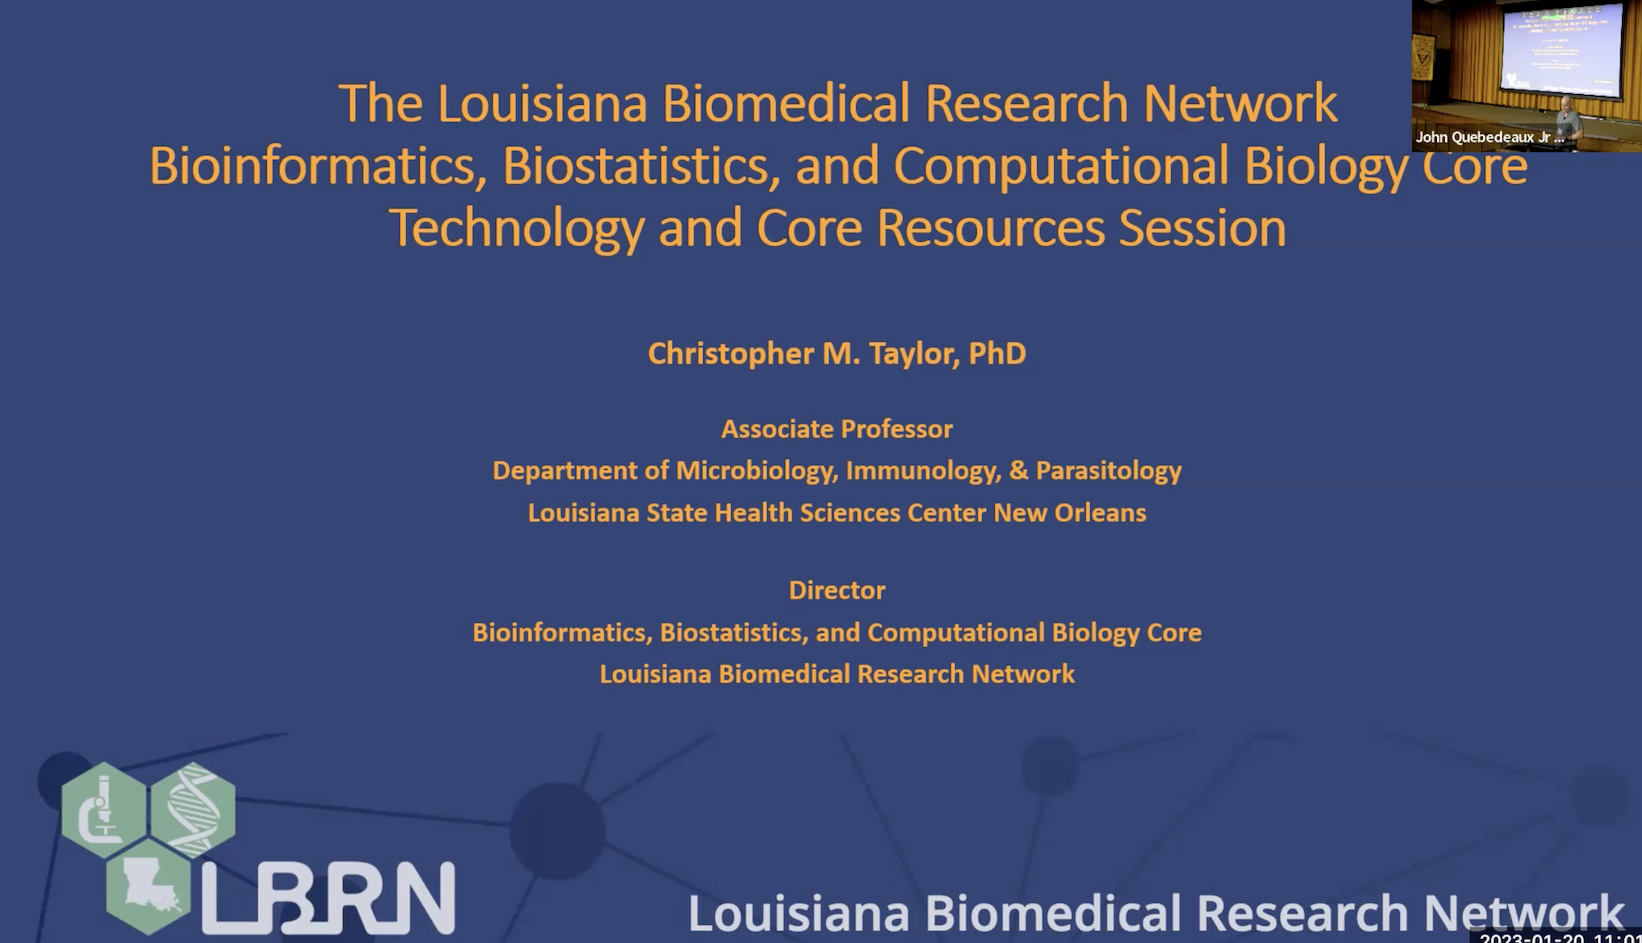 The Louisiana Biomedical Research Network
Bioinformatics, Biostatistics, and Computational Biology Core
Technology and Core Resources Session
John Quebedeaux Jr ...
Christopher M. Taylor, PhD
Associate Professor
Department of Microbiology, Immunology, & Parasitology
Louisiana State Health Sciences Center New Orleans
Director
Bioinformatics, Biostatistics, and Computational Biology Core
Louisiana Biomedical Research Network
LBRN
Louisiana Biomedical Research Network